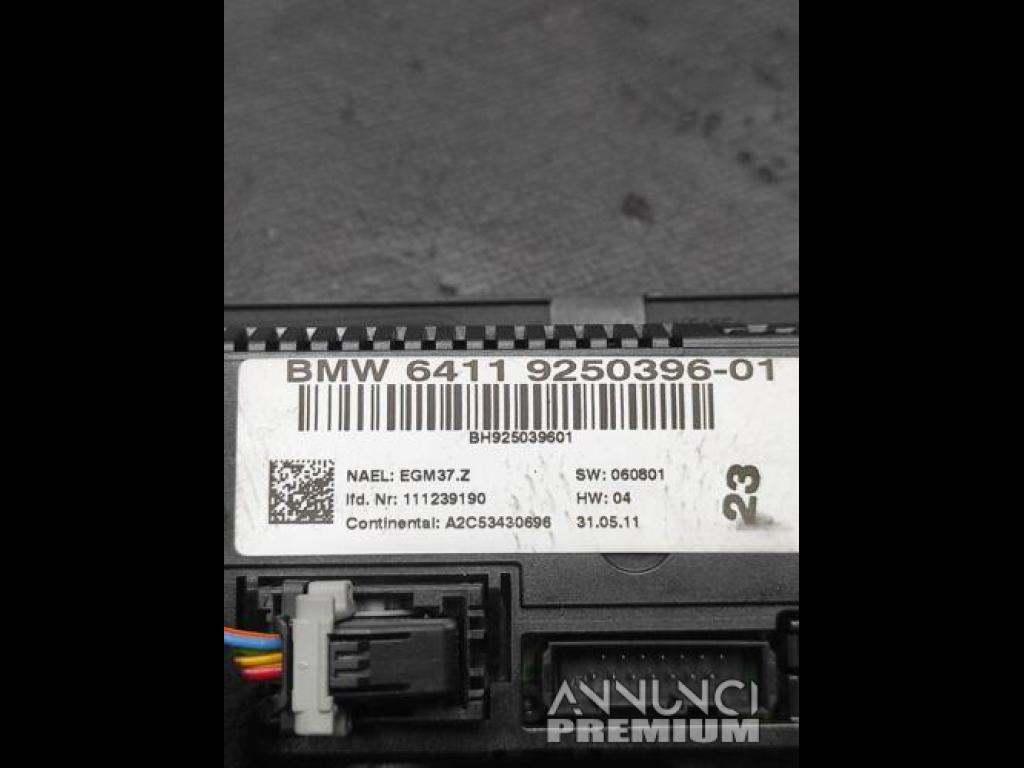 BMW 6411 9250396-01
BH925039601
NAEL: EGM37.Z SW: 060801
lfd. Nr: 111239190 HW: 04
Continental: A2C53430696 31.05.11
23
ANNUNCI
PREMIUM